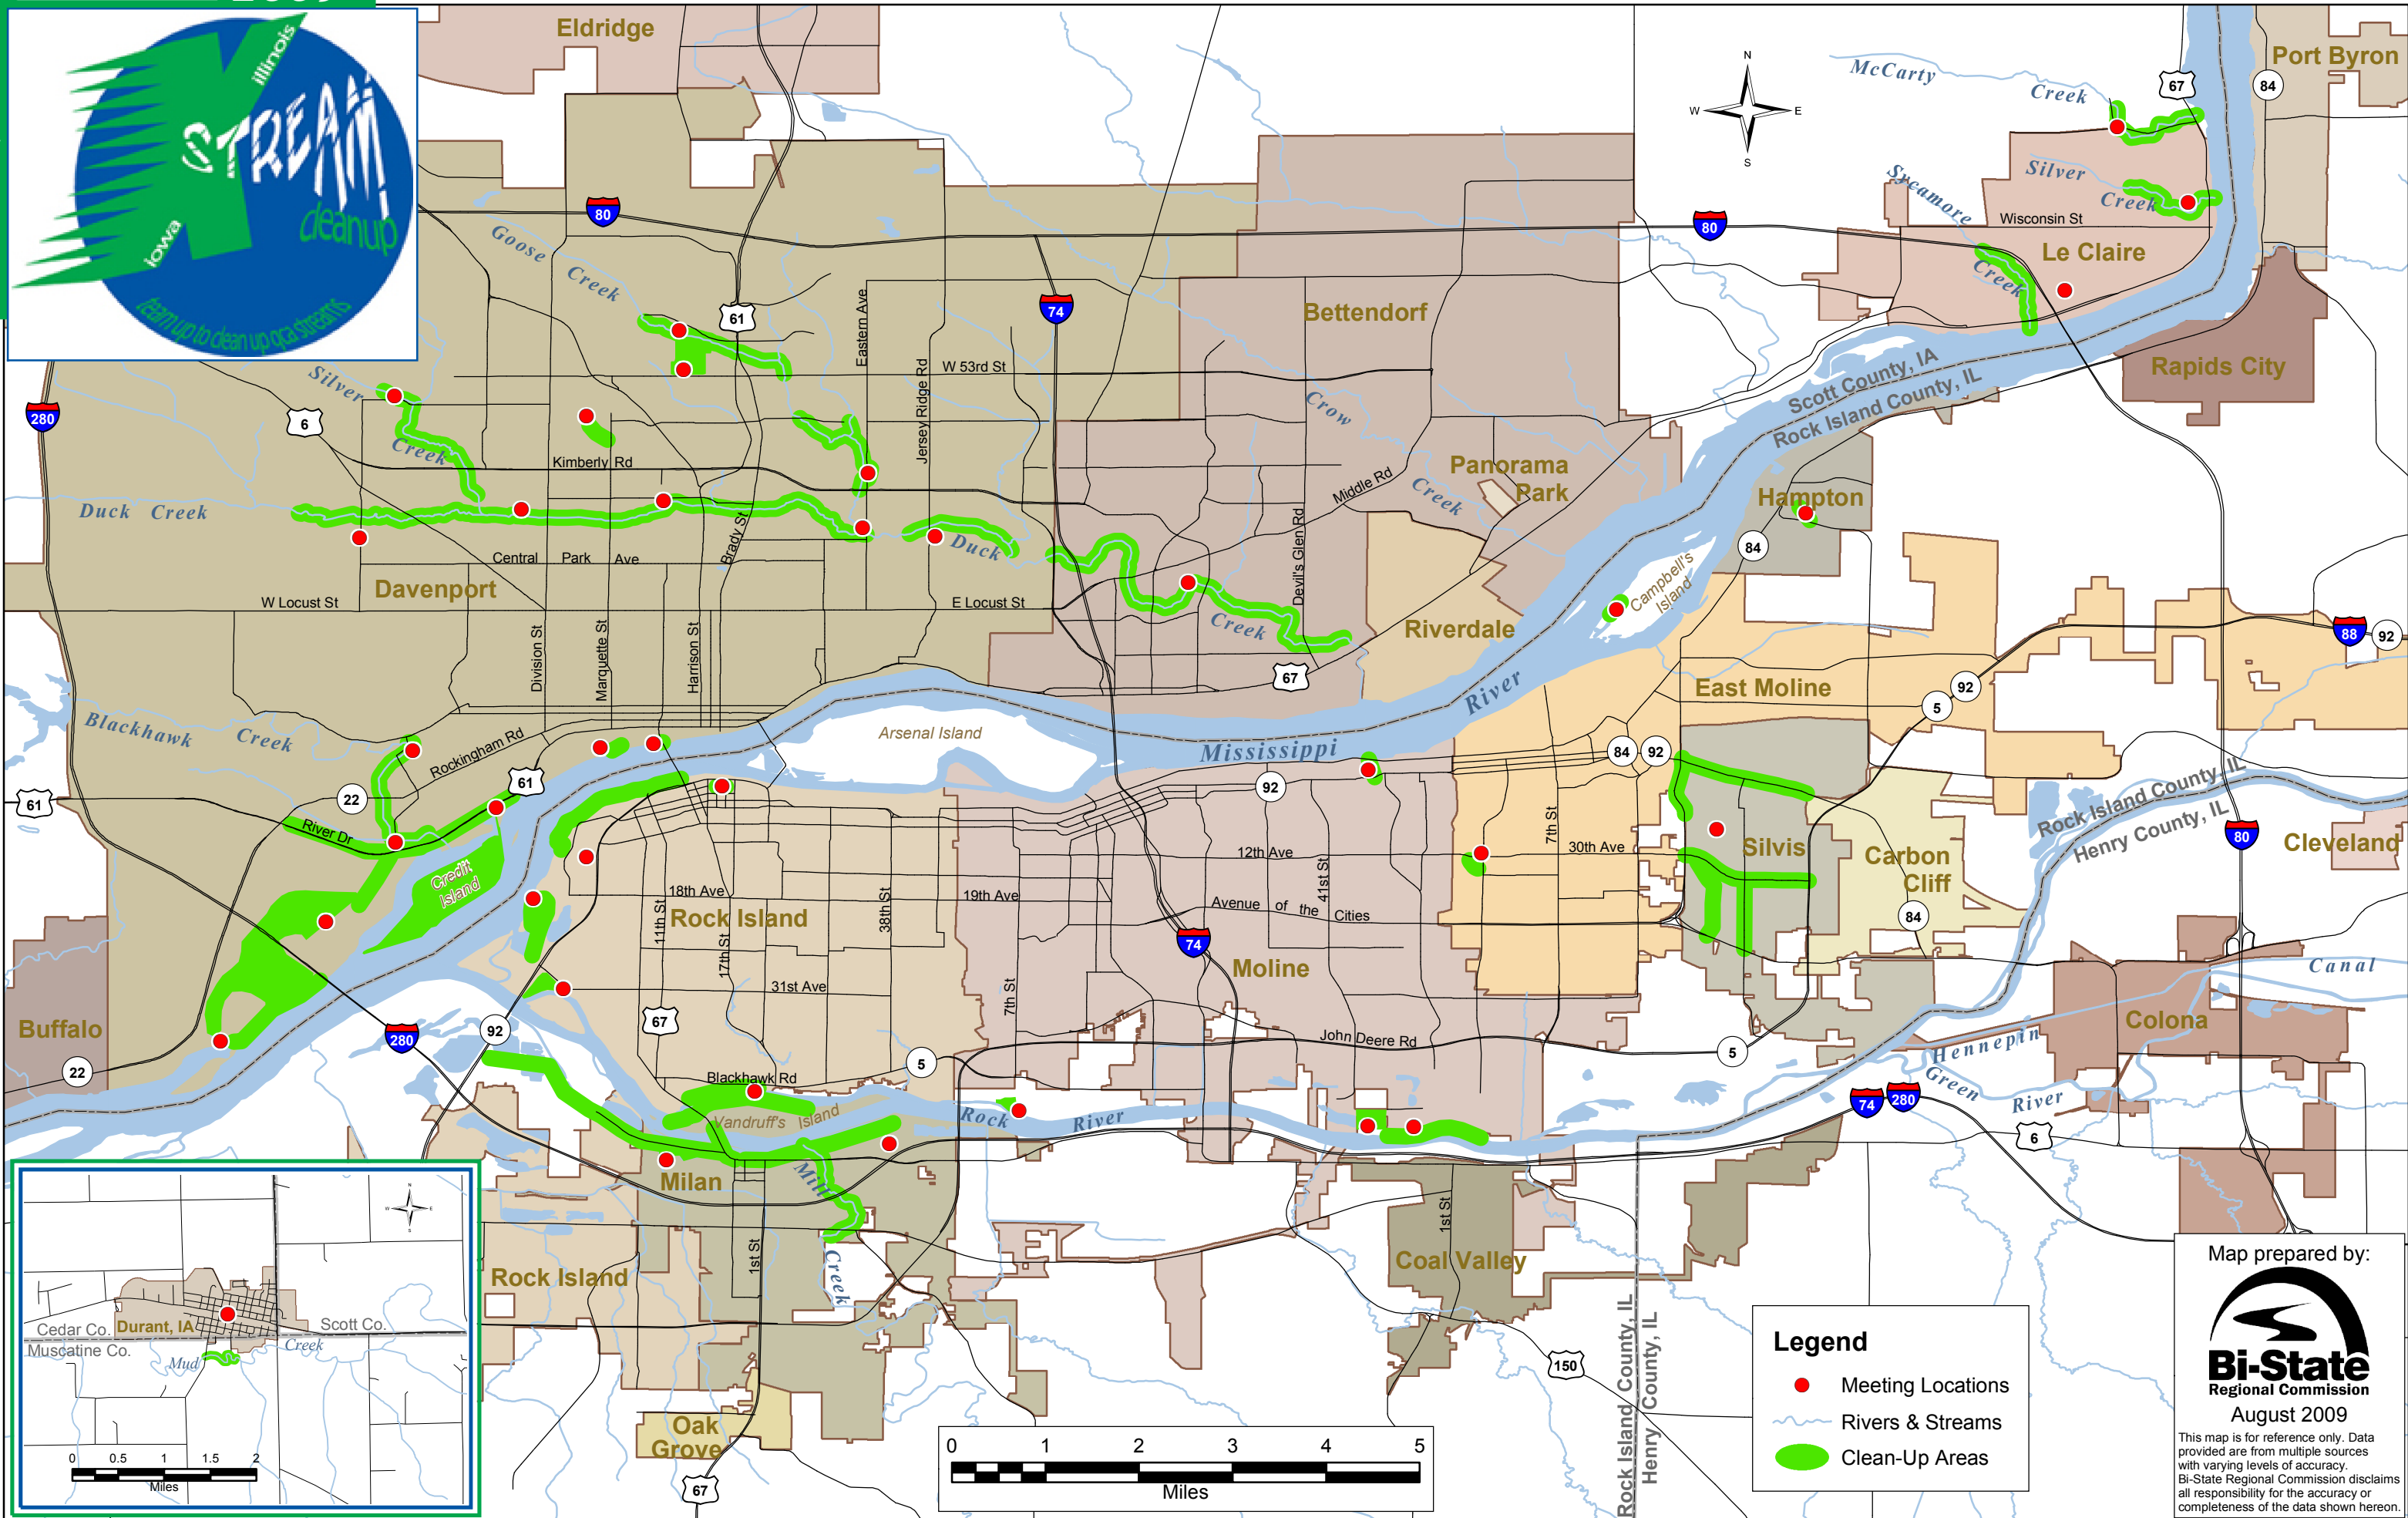 illinois
STREAM
cleanup
iowa
team up to clean up qca streams
Eldridge
Port Byron
McCarty
Creek
67
84
Silver
Creek
Sycamore
Creek
Wisconsin St
Le Claire
80
80
Goose Creek
61
74
Bettendorf
Rapids City
Eastern Ave
Jersey Ridge Rd
W 53rd St
Scott County, IA
Rock Island County, IL
280
6
Silver
Creek
Crow
Creek
Kimberly Rd
Middle Rd
Panorama
Park
Hampton
Duck Creek
Brady St
Duck
Creek
Devil's Glen Rd
84
Central Park Ave
Campbell's
Island
Davenport
W Locust St
E Locust St
Riverdale
88
92
Division St
Marquette St
Harrison St
67
East Moline
92
5
Blackhawk Creek
Rockingham Rd
Arsenal Island
Mississippi
River
84
92
61
61
22
92
River Dr
Rock Island County, IL
Henry County, IL
80
Cleveland
7th St
12th Ave
30th Ave
Silvis
Carbon
Cliff
Credit
Island
41st St
18th Ave
19th Ave
Avenue of the Cities
84
Rock Island
11th St
17th St
38th St
74
Moline
31st Ave
7th St
Canal
Buffalo
67
92
280
Colona
John Deere Rd
5
5
Hennepin
22
Blackhawk Rd
Green River
74
280
Vandruff's Island
Rock River
6
Milan
Mill
Creek
1st St
1st St
Rock Island
Coal Valley
150
Rock Island County, IL
Henry County, IL
Oak
Grove
67
N
W
E
S
N
W
E
S
Cedar Co.
Durant, IA
Scott Co.
Muscatine Co.
Mud
Creek
0 0.5 1 1.5 2
Miles
0 1 2 3 4 5
Miles
Legend
Meeting Locations
Rivers & Streams
Clean-Up Areas
Map prepared by:
Bi-State
Regional Commission
August 2009
This map is for reference only. Data
provided are from multiple sources
with varying levels of accuracy.
Bi-State Regional Commission disclaims
all responsibility for the accuracy or
completeness of the data shown hereon.